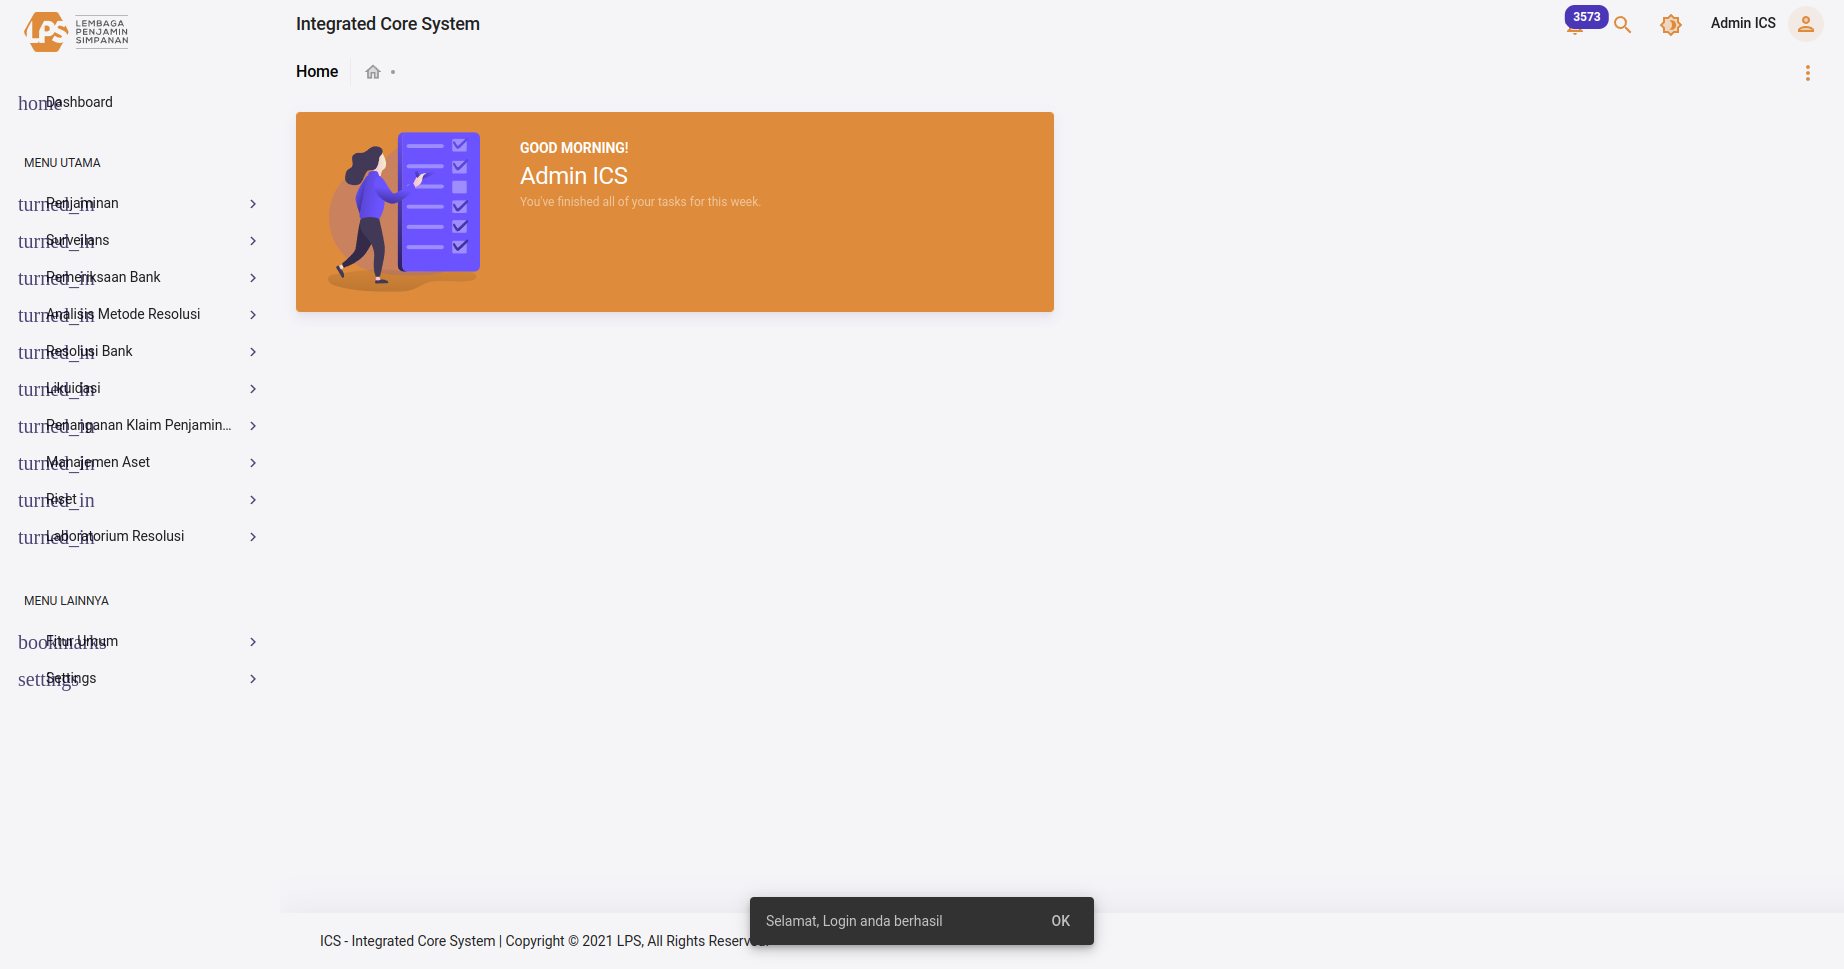 LPS
LEMBAGA
PENJAMIN
SIMPANAN
Integrated Core System
3573
Admin ICS
Home
home
Dashboard
MENU UTAMA
turned_in
Penjaminan
turned_in
Surveilans
turned_in
Pemeriksaan Bank
turned_in
Analisis Metode Resolusi
turned_in
Resolusi Bank
turned_in
Likuidasi
turned_in
Penanganan Klaim Penjamin...
turned_in
Manajemen Aset
turned_in
Riset
turned_in
Laboratorium Resolusi
MENU LAINNYA
bookmarks
Fitur Umum
settings
Settings
GOOD MORNING!
Admin ICS
You've finished all of your tasks for this week.
Selamat, Login anda berhasil
OK
ICS - Integrated Core System | Copyright © 2021 LPS, All Rights Reserved.